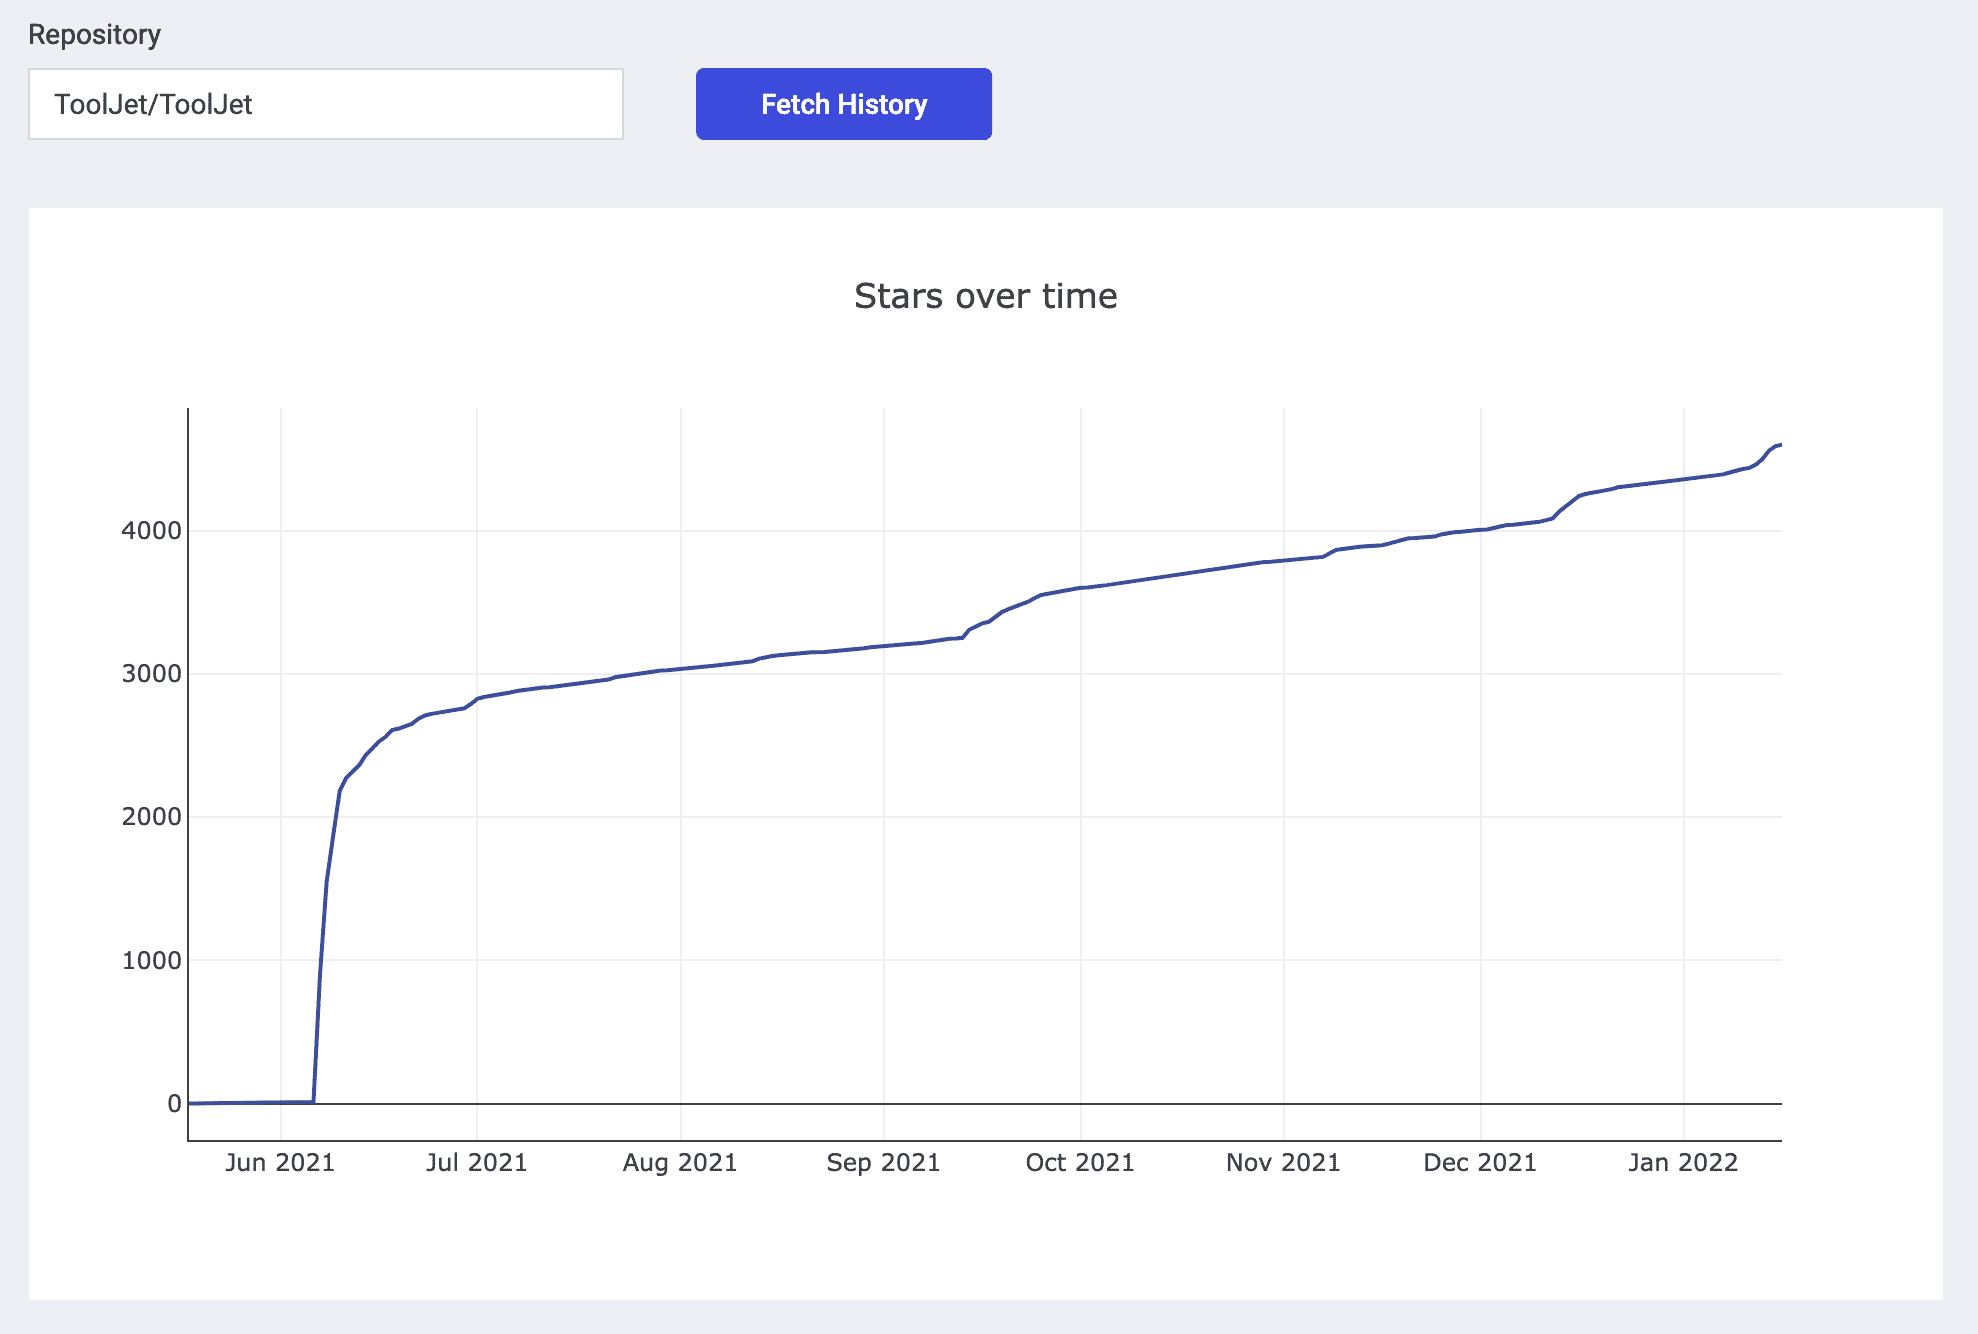 Repository
ToolJet/ToolJet
Fetch History
Stars over time
4000
3000
2000
1000
0
Jun 2021 Jul 2021 Aug 2021 Sep 2021 Oct 2021 Nov 2021 Dec 2021 Jan 2022